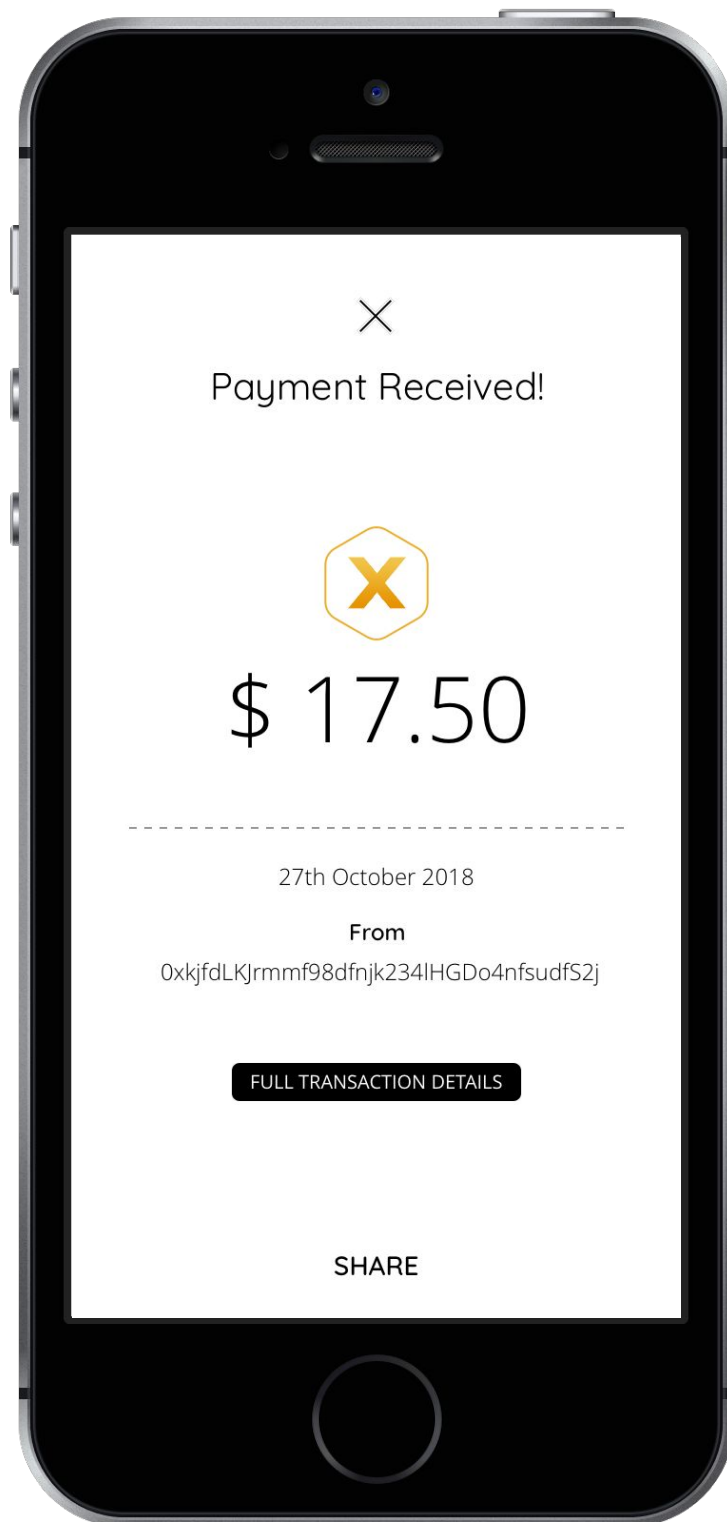 Payment Received!
X
$ 17.50
27th October 2018
From
0xkjfdLKJrmmf98dfnjk234lHGDo4nfsudfS2j
FULL TRANSACTION DETAILS
SHARE